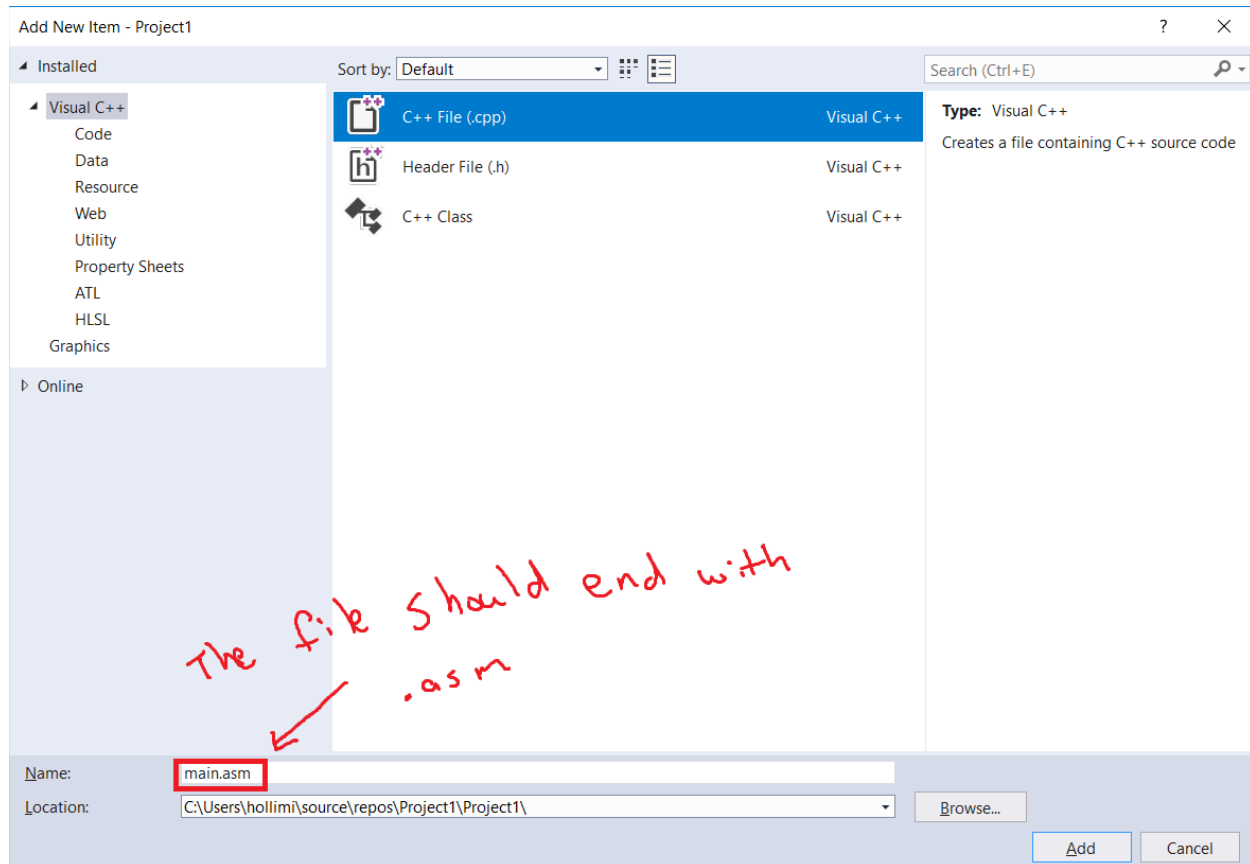 Add New Item - Project1
?
Installed
Sort by: Default
Search (Ctrl+E)
Visual C++
Code
Data
Resource
Web
Utility
Property Sheets
ATL
HLSL
Graphics
Online
C++ File (.cpp) Visual C++
Header File (.h) Visual C++
C++ Class Visual C++
Type: Visual C++
Creates a file containing C++ source code
The file should end with
.asm
Name: main.asm
Location: C:\Users\hollimi\source\repos\Project1\Project1\
Browse...
Add Cancel